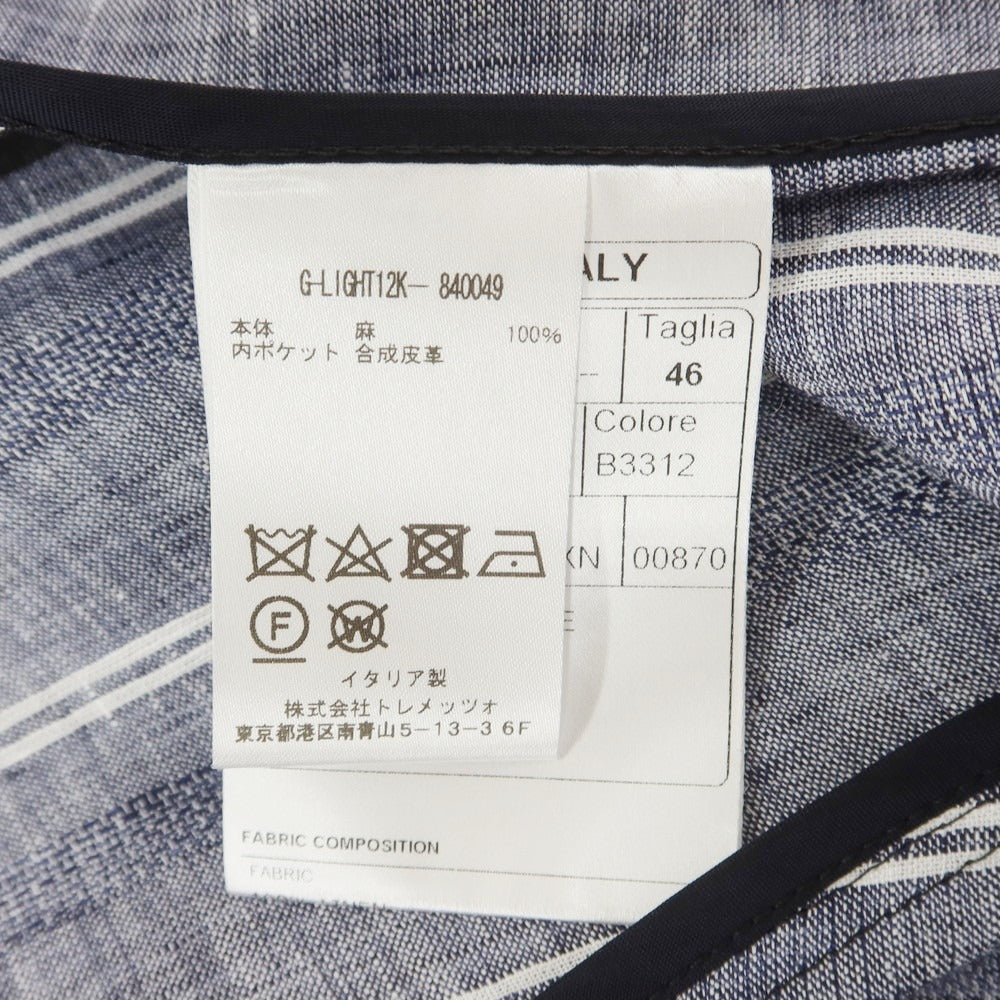 G-LIGHT12K- 840049
本体 麻 100%
内ポケット 合成皮革
F
W
イタリア製
株式会社トレメッツォ
東京都港区南青山5-13-3 6F
ALY
Taglia
46
Colore
B3312
KN
00870
FABRIC COMPOSITION
FABRIC